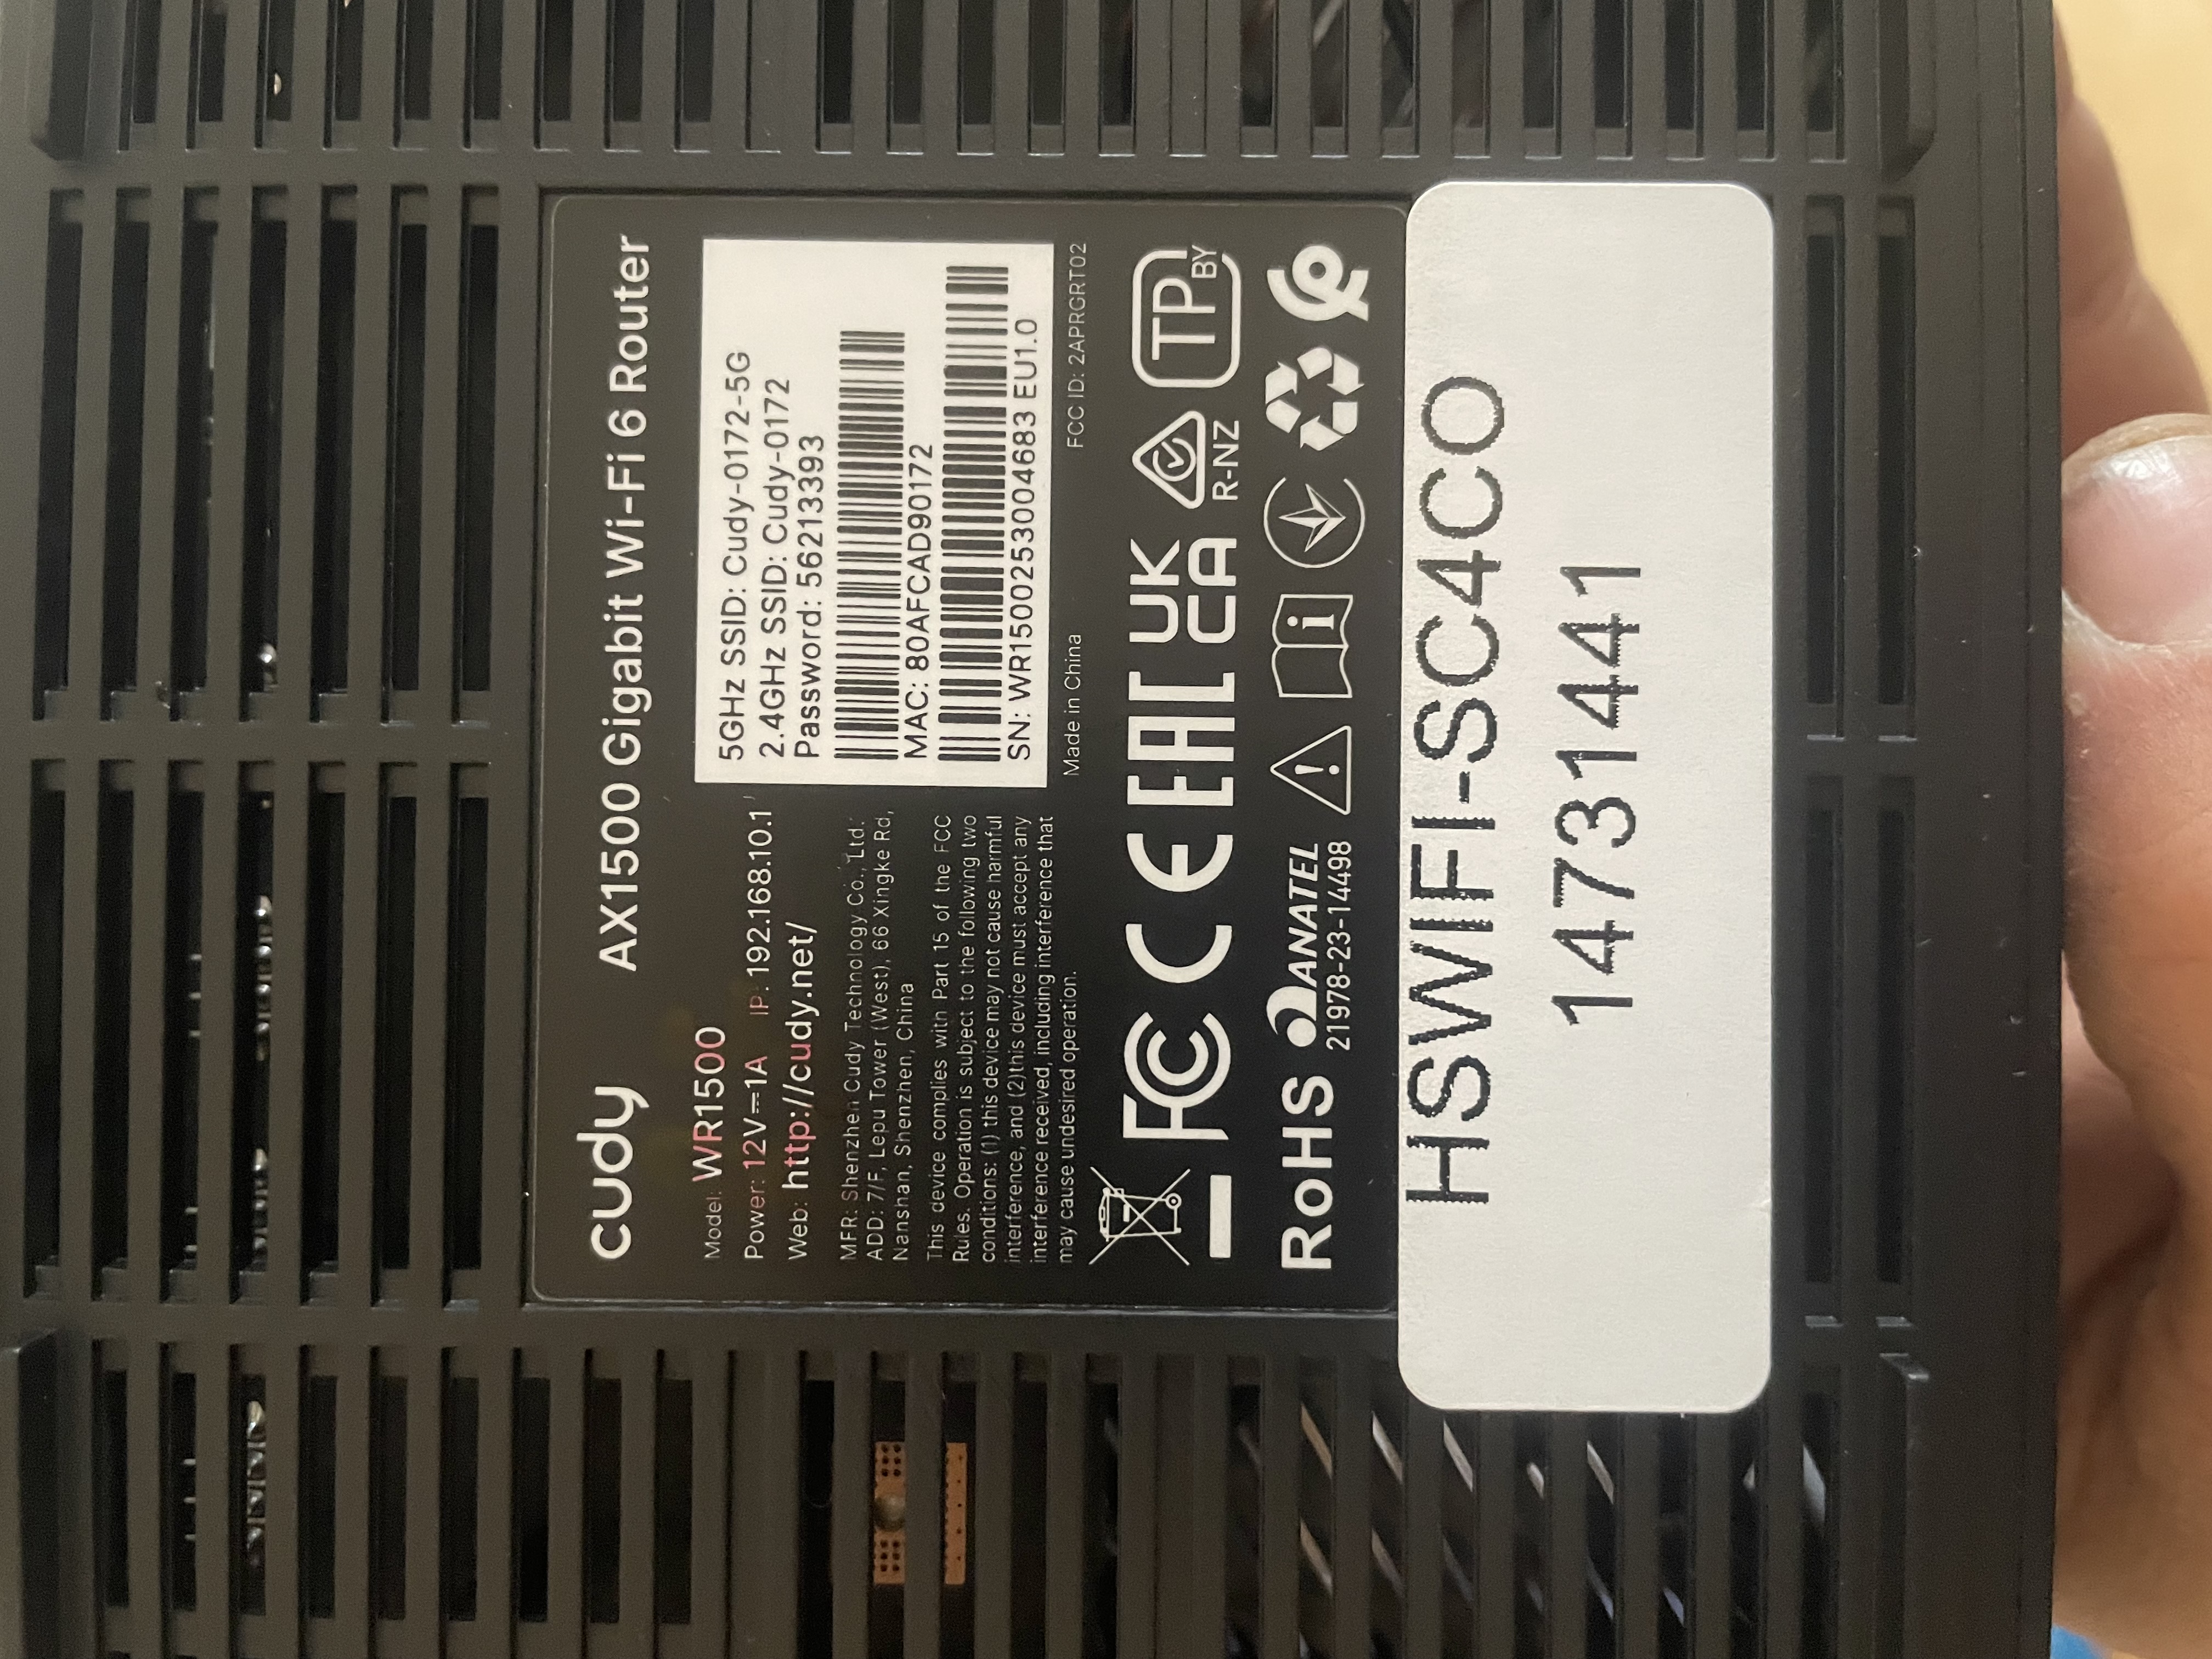 cudy AX1500 Gigabit Wi-Fi 6 Router
Model: WR1500
Power: 12V⎓1A IP: 192.168.10.1
Web: http://cudy.net/
MFR: Shenzhen Cudy Technology Co., Ltd.
ADD: 7/F, Lepu Tower (West), 66 Xingke Rd,
Nanshan, Shenzhen, China
This device complies with Part 15 of the FCC
Rules. Operation is subject to the following two
conditions: (1) this device may not cause harmful
interference, and (2)this device must accept any
interference received, including interference that
may cause undesired operation.
5GHz SSID: Cudy-0172-5G
2.4GHz SSID: Cudy-0172
Password: 56213393
MAC: 80AFCAD90172
SN: WR15002530004683 EU1.0
Made in China FCC ID: 2APRGRT02
FC CE EAC UK
CA
R-NZ
TP
BY
RoHS ANATEL
21978-23-14498
HSWIFI-SC4CO
14731441